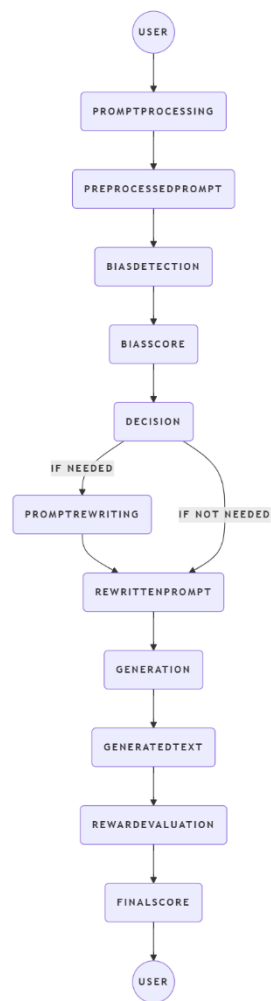 USER
PROMPTPROCESSING
PREPROCESSEDPROMPT
BIASDETECTION
BIASSCORE
DECISION
IF NEEDED
PROMPTREWRITING
IF NOT NEEDED
REWRITTENPROMPT
GENERATION
GENERATEDTEXT
REWARDEVALUATION
FINALSCORE
USER